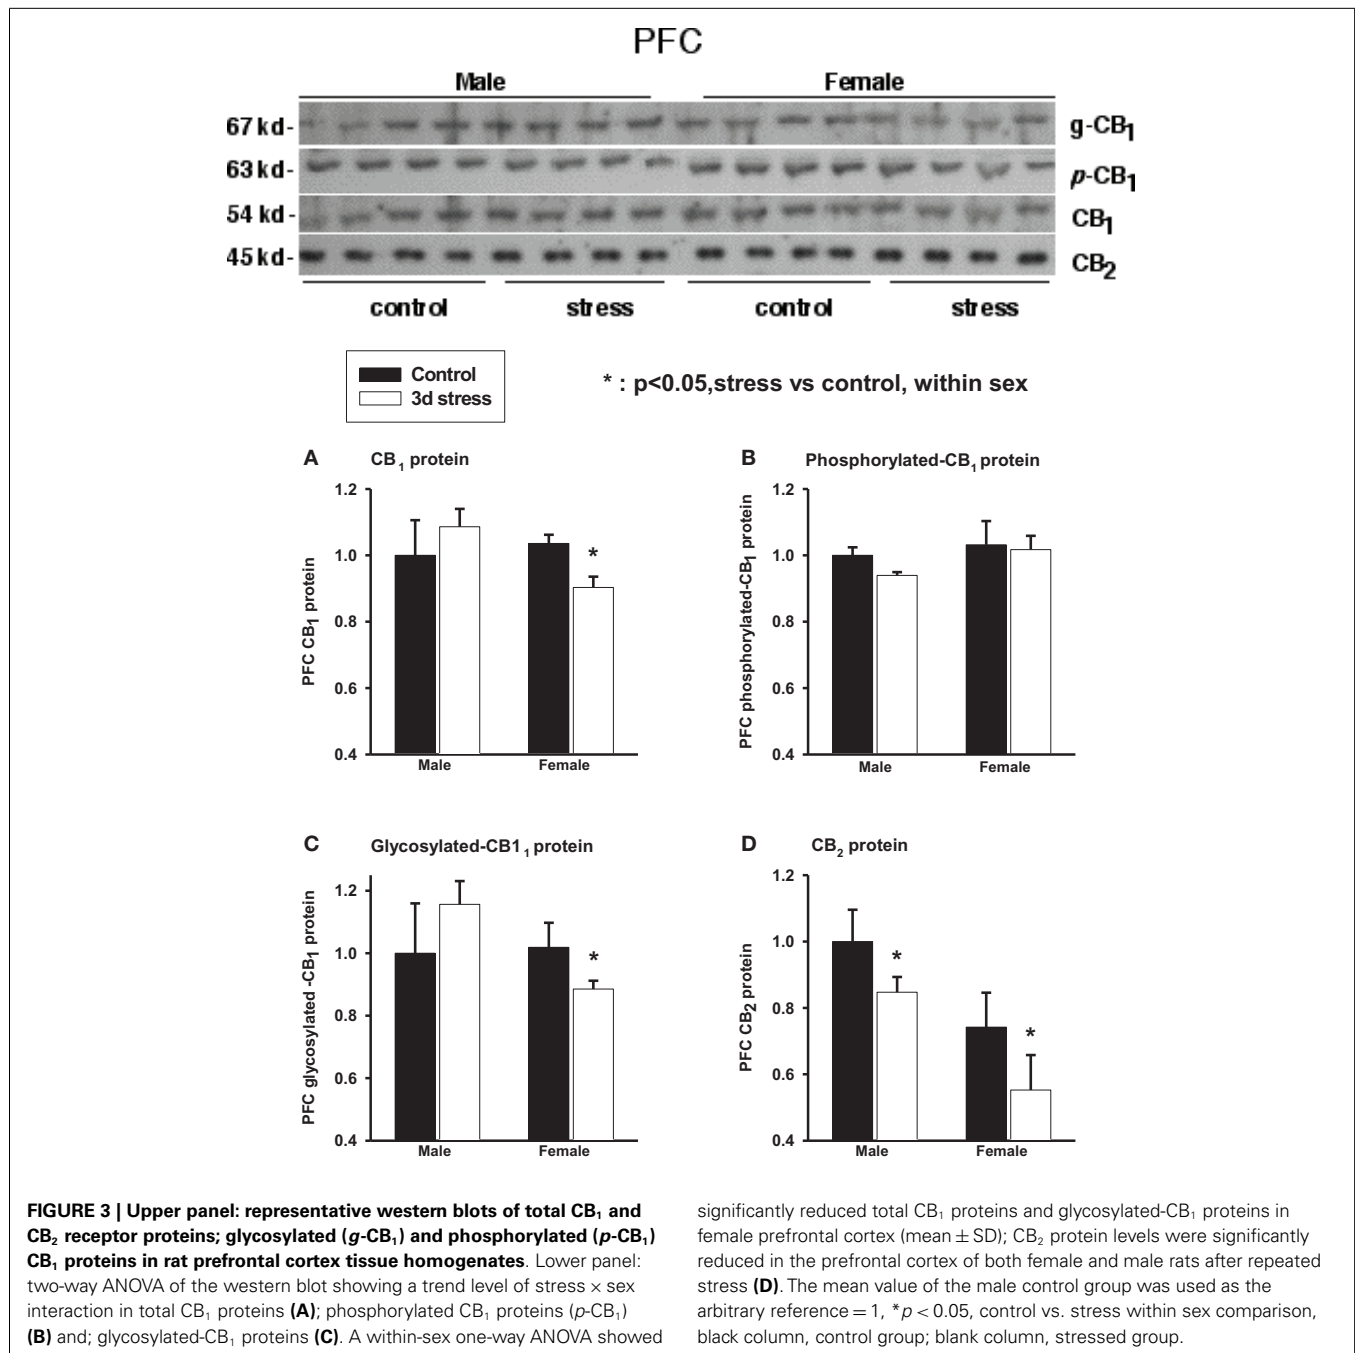 PFC
Male Female
67 kd- g-CB1
63 kd- p-CB1
54 kd- CB1
45 kd- CB2
control stress control stress
Control
3d stress
* : p<0.05,stress vs control, within sex
A CB1 protein
1.2
1.0
0.8
0.6
0.4
PFC CB1 protein
*
Male Female
B Phosphorylated-CB1 protein
1.2
1.0
0.8
0.6
0.4
PFC phosphorylated-CB1 protein
Male Female
C Glycosylated-CB1 1 protein
1.2
1.0
0.8
0.6
0.4
PFC glycosylated -CB1 protein
*
Male Female
D CB2 protein
1.2
1.0
0.8
0.6
0.4
PFC CB2 protein
*
*
Male Female
FIGURE 3 | Upper panel: representative western blots of total CB1 and
CB2 receptor proteins; glycosylated (g-CB1) and phosphorylated (p-CB1)
CB1 proteins in rat prefrontal cortex tissue homogenates. Lower panel:
two-way ANOVA of the western blot showing a trend level of stress × sex
interaction in total CB1 proteins (A); phosphorylated CB1 proteins (p-CB1)
(B) and; glycosylated-CB1 proteins (C). A within-sex one-way ANOVA showed
significantly reduced total CB1 proteins and glycosylated-CB1 proteins in
female prefrontal cortex (mean ± SD); CB2 protein levels were significantly
reduced in the prefrontal cortex of both female and male rats after repeated
stress (D). The mean value of the male control group was used as the
arbitrary reference = 1, *p < 0.05, control vs. stress within sex comparison,
black column, control group; blank column, stressed group.